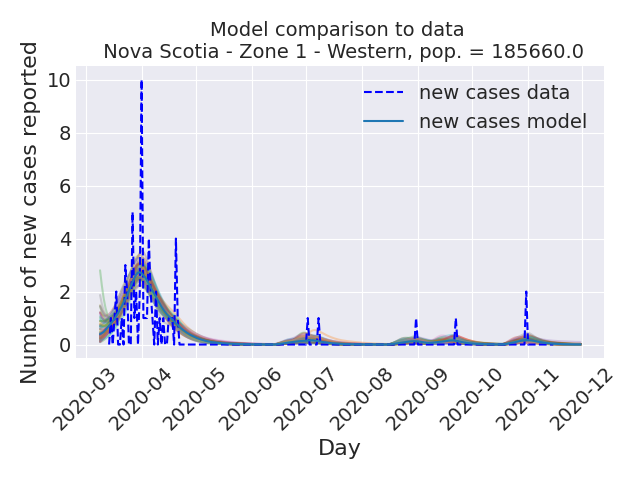 Model comparison to data
Nova Scotia - Zone 1 - Western, pop. = 185660.0
Number of new cases reported
10
8
6
4
2
0
new cases data
new cases model
2020-03
2020-04
2020-05
2020-06
2020-07
2020-08
2020-09
2020-10
2020-11
2020-12
Day